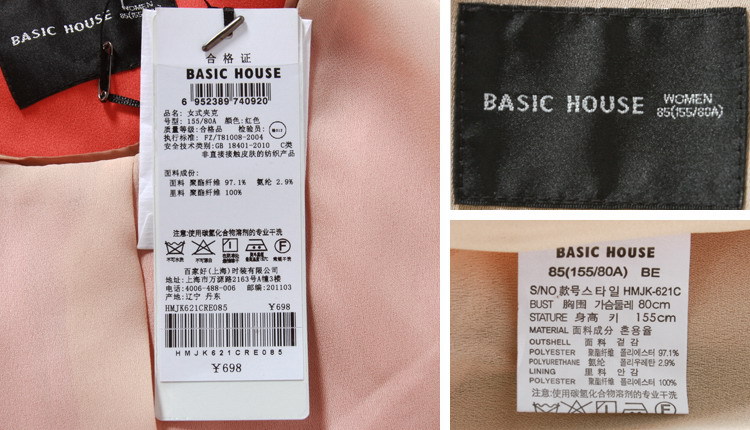 BASIC HOUSE
WOMEN
85(155/80A)
合格证
BASIC HOUSE
6 952389 740920
品名: 女式夹克
号型: 155/80A 颜色: 红色
质量等级: 合格品 检验员:
执行标准: FZ/T81008-2004
安全技术类别: GB 18401-2010 C类
非直接接触皮肤的纺织产品
面料成份:
面料 聚酯纤维 97.1% 氨纶 2.9%
里料 聚酯纤维 100%
注意:使用碳氢化合物溶剂的专业干洗
百家好(上海)时装有限公司
地址: 上海市万源路2163号A幢3楼
电话: 4006-488-006 邮编: 201103
产地: 辽宁 丹东
HMJK621CRE085 ¥698
HMJK621CRE085
¥698
BASIC HOUSE WOMEN
85(155/80A)
BASIC HOUSE
85(155/80A) BE
S/NO 款号스타일 HMJK-621C
BUST 胸围 가슴둘레 80cm
STATURE 身高 키 155cm
MATERIAL 面料成分 혼용율
OUTSHELL 面料 겉감
POLYESTER 聚酯纤维 폴리에스터 97.1%
POLYURETHANE 氨纶 폴리우레탄 2.9%
LINING 里料 안감
POLYESTER 聚酯纤维 폴리에스터 100%
注意:使用碳氢化合物溶剂的专业干洗